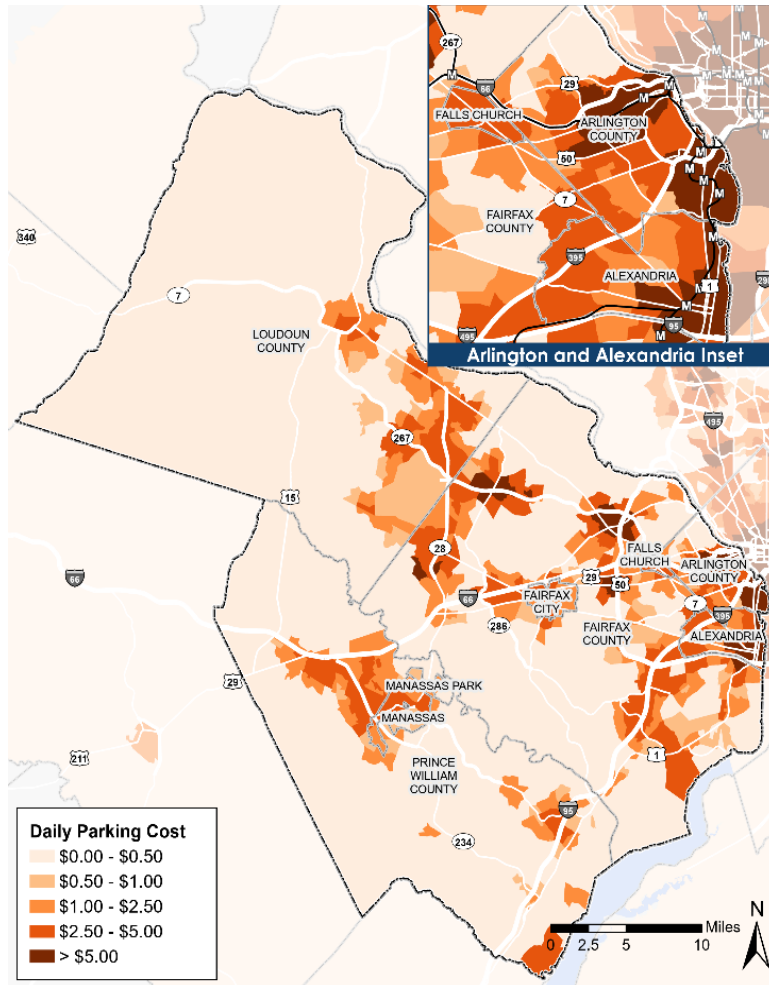 267
66
29
M
FALLS CHURCH
ARLINGTON
COUNTY
M
M
M
M
M
M
M
M
M
50
7
FAIRFAX
COUNTY
395
ALEXANDRIA
M
M
M
M
M
M
1
M
M
M
495
95
Arlington and Alexandria Inset
340
7
LOUDOUN
COUNTY
267
495
15
28
66
66
29
50
FALLS
CHURCH
ARLINGTON
COUNTY
FAIRFAX
CITY
286
FAIRFAX
COUNTY
7
395
ALEXANDRIA
29
MANASSAS PARK
MANASSAS
211
1
PRINCE
WILLIAM
COUNTY
95
234
Daily Parking Cost
$0.00 - $0.50
$0.50 - $1.00
$1.00 - $2.50
$2.50 - $5.00
> $5.00
N
Miles
0 2.5 5 10